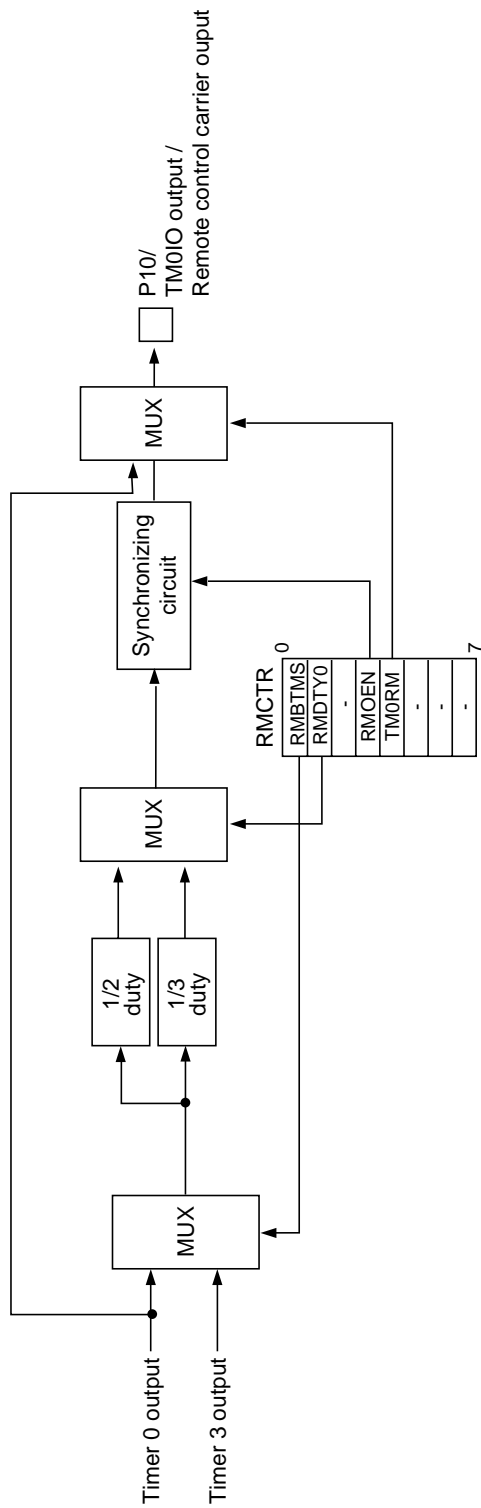 Timer 0 output
Timer 3 output
MUX
1/2
duty
1/3
duty
MUX
Synchronizing
circuit
MUX
P10/
TM0IO output /
Remote control carrier ouput
RMCTR
0
RMBTMS
RMDTY0
-
RMOEN
TM0RM
-
-
-
7